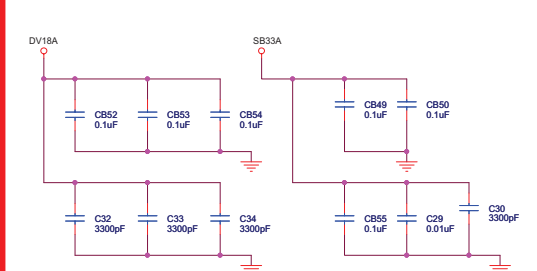 DV18A
SB33A
CB52
0.1uF
CB53
0.1uF
CB54
0.1uF
CB49
0.1uF
CB50
0.1uF
C32
3300pF
C33
3300pF
C34
3300pF
CB55
0.1uF
C29
0.01uF
C30
3300pF